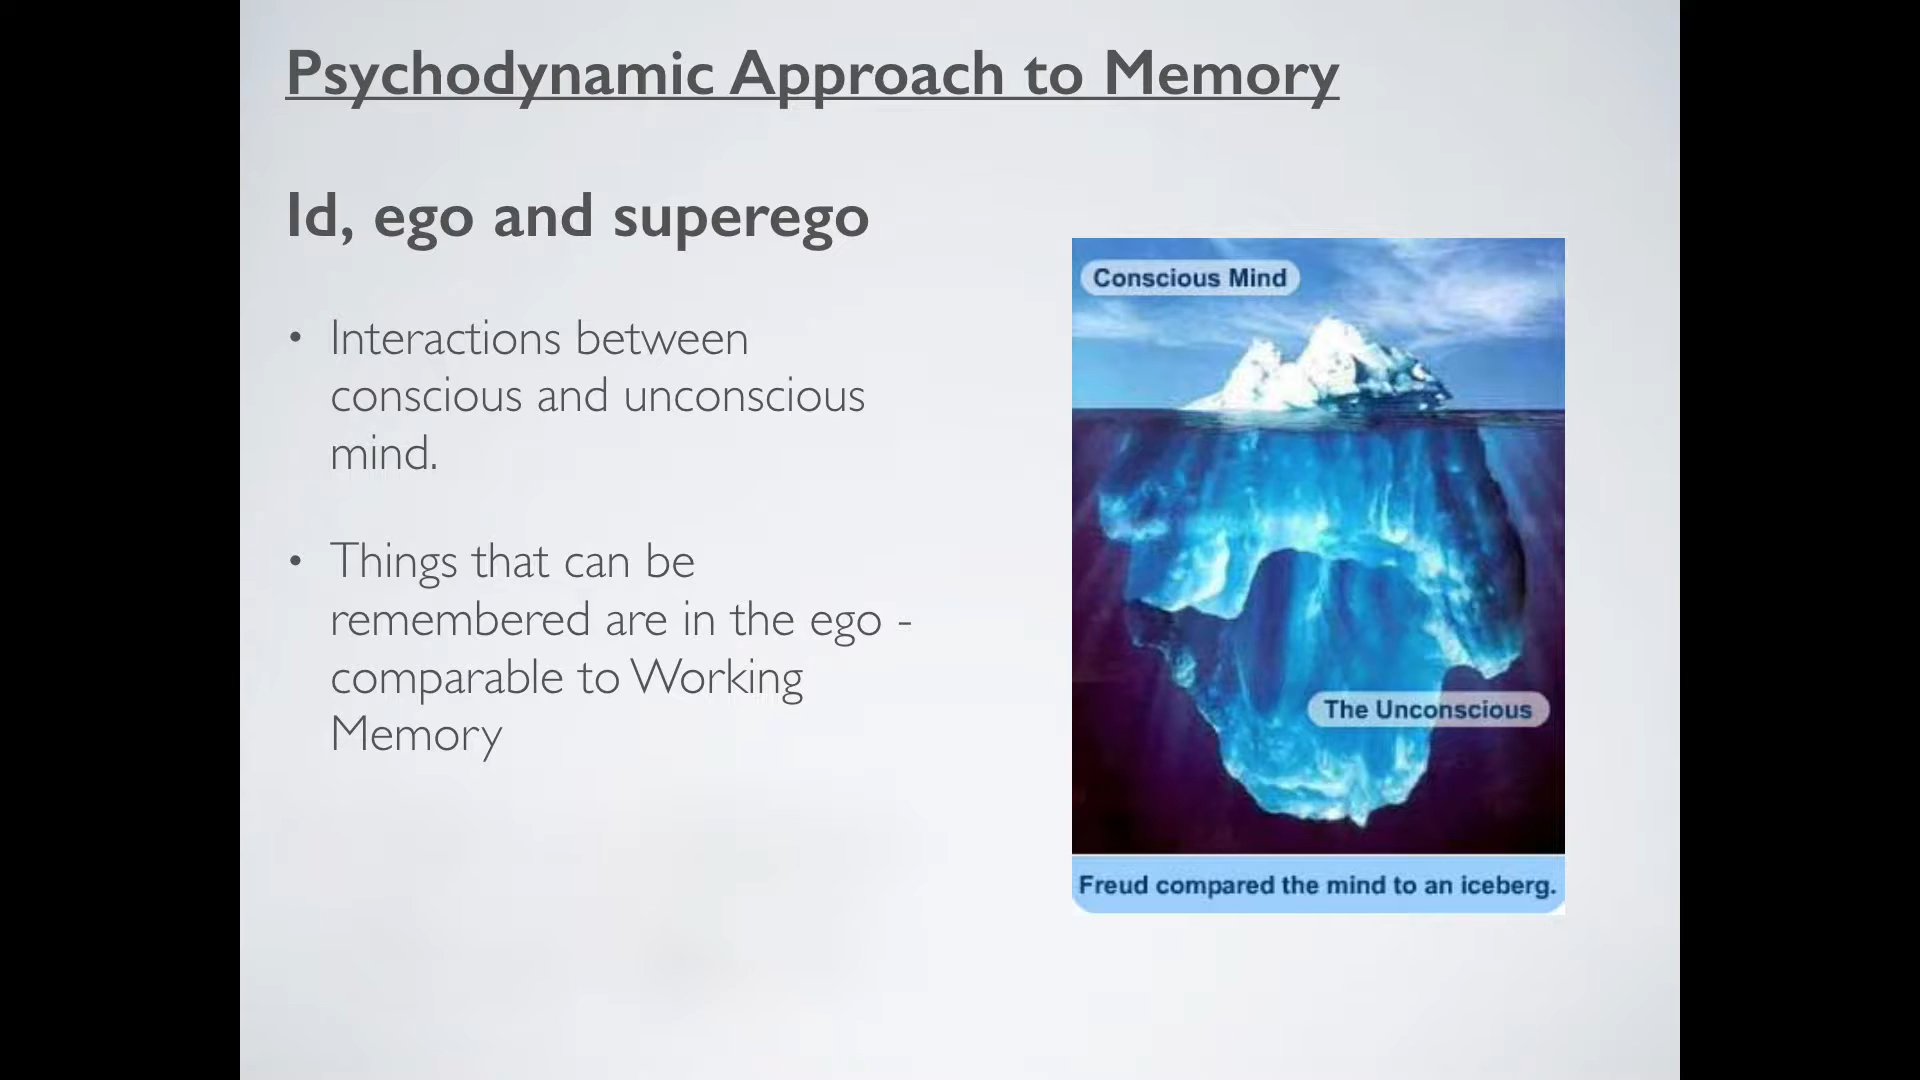 Psychodynamic Approach to Memory
Id, ego and superego
• Interactions between
conscious and unconscious
mind.
• Things that can be
remembered are in the ego -
comparable to Working
Memory
Conscious Mind
The Unconscious
Freud compared the mind to an iceberg.